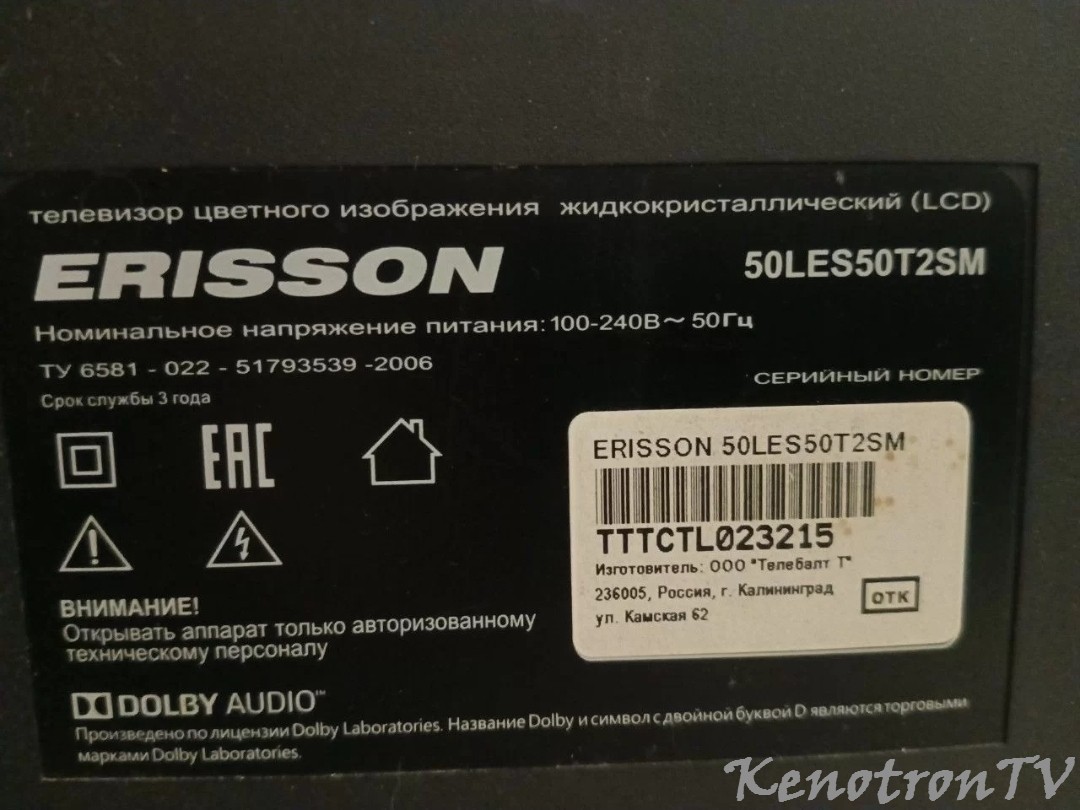 телевизор цветного изображения жидкокристаллический (LCD)
ERISSON
50LES50T2SM
Номинальное напряжение питания: 100-240В~ 50Гц
ТУ 6581 - 022 - 51793539 -2006
СЕРИЙНЫЙ НОМЕР
Срок службы 3 года
EAC
ERISSON 50LES50T2SM
TTTCTL023215
Изготовитель: ООО "Телебалт Т"
236005, Россия, г. Калининград
ул. Камская 62
ОТК
ВНИМАНИЕ!
Открывать аппарат только авторизованному
техническому персоналу
DOLBY AUDIO™
Произведено по лицензии Dolby Laboratories. Название Dolby и символ с двойной буквой D являются торговыми
марками Dolby Laboratories.
KenotronTV